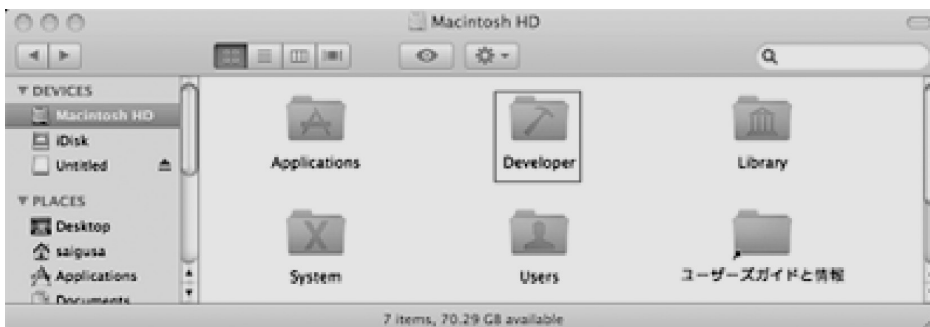 Macintosh HD
DEVICES
Macintosh HD
iDisk
Untitled
PLACES
Desktop
saigusa
Applications
Documents
Applications
Developer
Library
System
Users
ユーザーズガイドと情報
7 items, 70.29 GB available